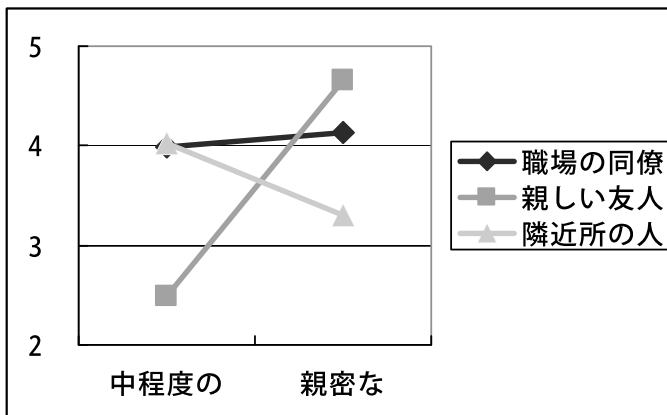 5
4
3
2
中程度の 親密な
職場の同僚
親しい友人
隣近所の人